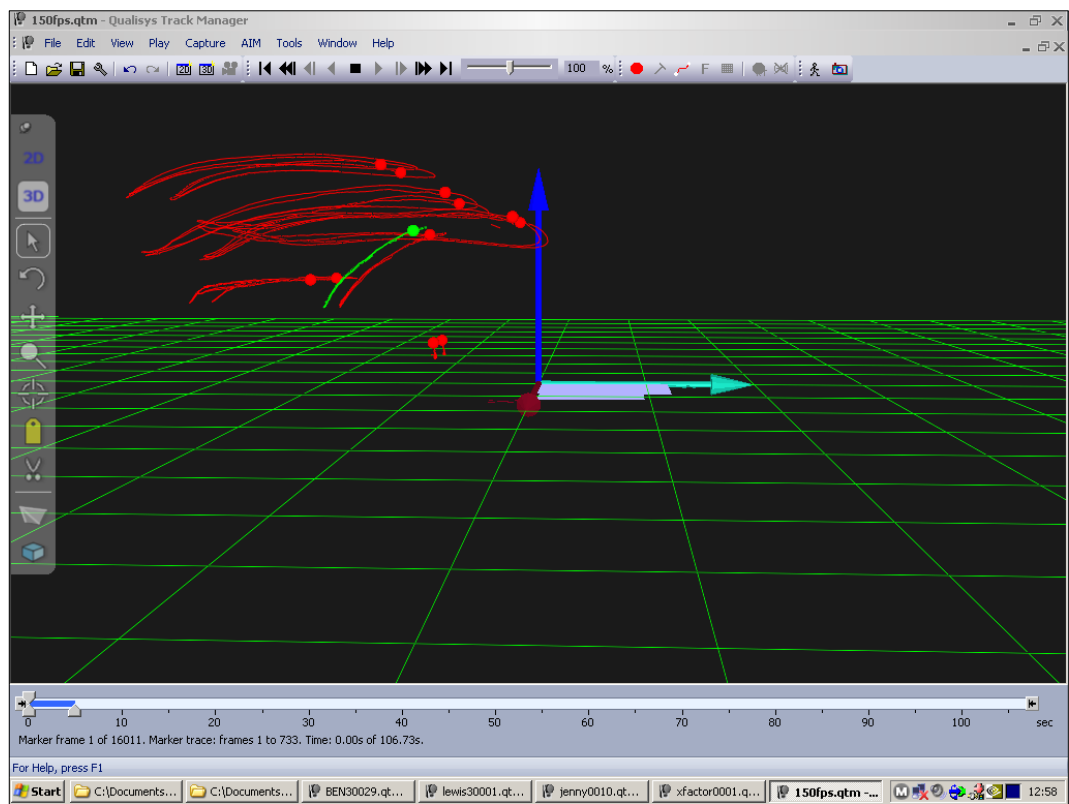 150fps.qtm - Qualisys Track Manager
File Edit View Play Capture AIM Tools Window Help
2D 3D 100 % F
2D
3D
0 10 20 30 40 50 60 70 80 90 100 sec
Marker frame 1 of 16011. Marker trace: frames 1 to 733. Time: 0.00s of 106.73s.
For Help, press F1
Start C:\Documents... C:\Documents... BEN30029.qt... lewis30001.qt... jenny0010.qt... xfactor0001.q... 150fps.qtm -... M 12:58